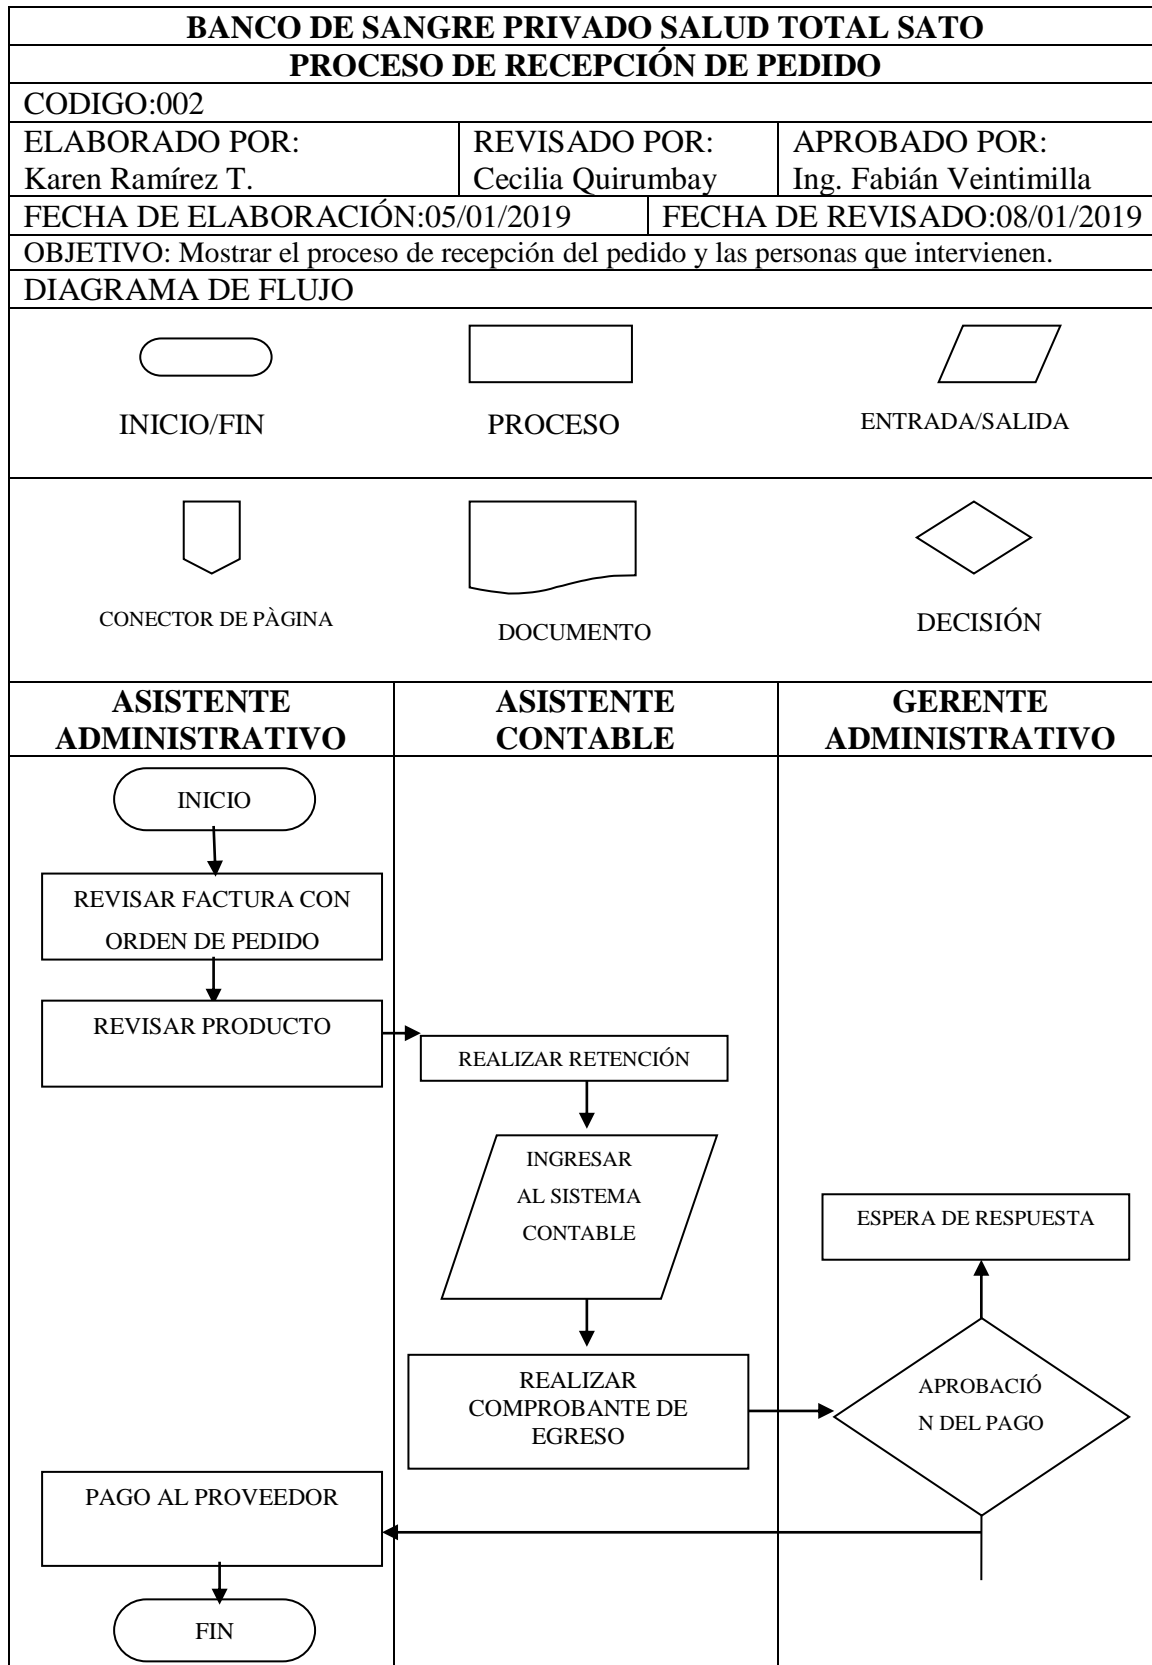 BANCO DE SANGRE PRIVADO SALUD TOTAL SATO
PROCESO DE RECEPCIÓN DE PEDIDO
CODIGO:002
ELABORADO POR:
Karen Ramírez T.
REVISADO POR:
Cecilia Quirumbay
APROBADO POR:
Ing. Fabián Veintimilla
FECHA DE ELABORACIÓN:05/01/2019
FECHA DE REVISADO:08/01/2019
OBJETIVO: Mostrar el proceso de recepción del pedido y las personas que intervienen.
DIAGRAMA DE FLUJO
INICIO/FIN
PROCESO
ENTRADA/SALIDA
CONECTOR DE PÀGINA
DOCUMENTO
DECISIÓN
ASISTENTE
ADMINISTRATIVO
ASISTENTE
CONTABLE
GERENTE
ADMINISTRATIVO
INICIO
REVISAR FACTURA CON
ORDEN DE PEDIDO
REVISAR PRODUCTO
REALIZAR RETENCIÓN
INGRESAR
AL SISTEMA
CONTABLE
ESPERA DE RESPUESTA
REALIZAR
COMPROBANTE DE
EGRESO
APROBACIÓ
N DEL PAGO
PAGO AL PROVEEDOR
FIN